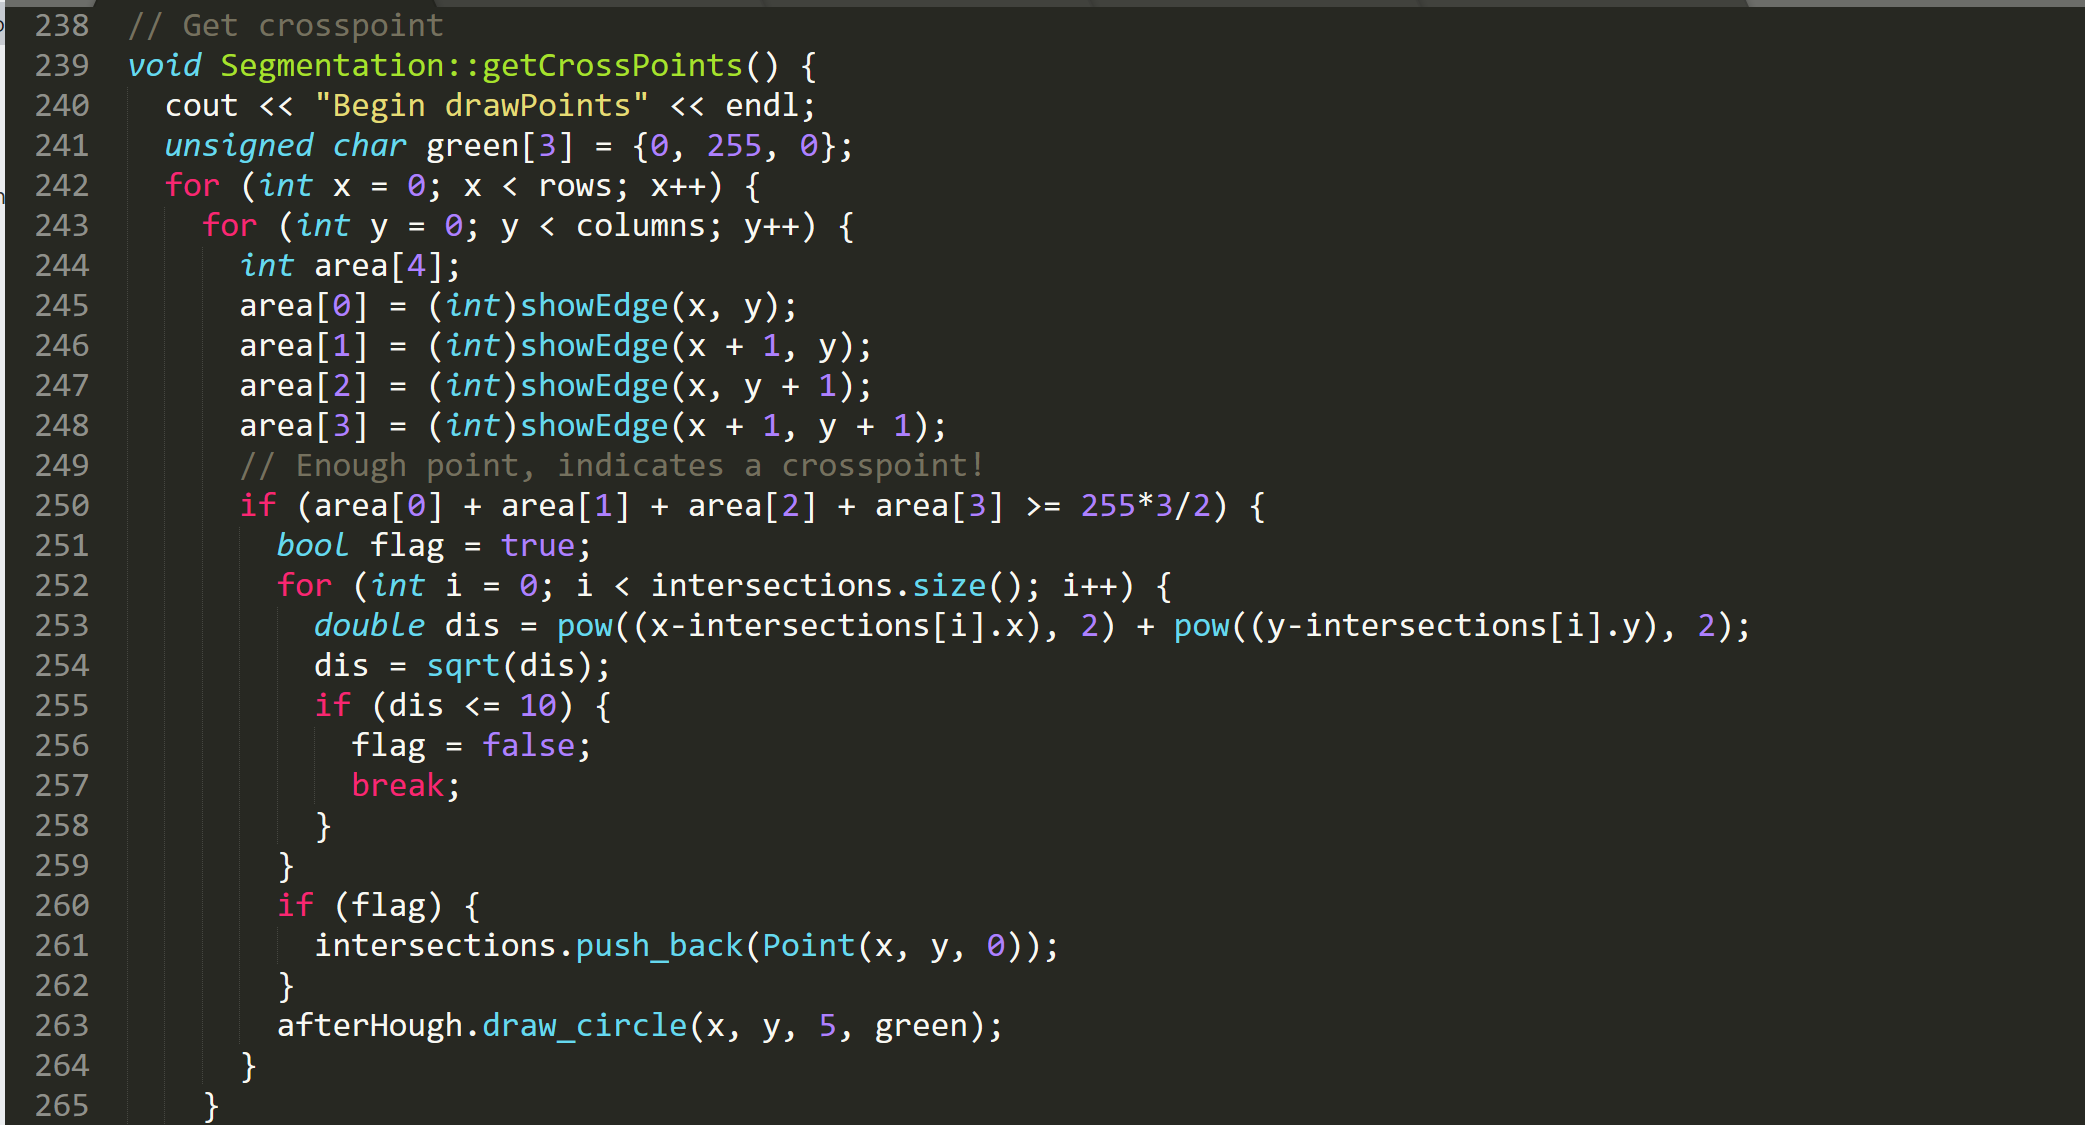 238 // Get crosspoint
239 void Segmentation::getCrossPoints() {
240   cout << "Begin drawPoints" << endl;
241   unsigned char green[3] = {0, 255, 0};
242   for (int x = 0; x < rows; x++) {
243     for (int y = 0; y < columns; y++) {
244       int area[4];
245       area[0] = (int)showEdge(x, y);
246       area[1] = (int)showEdge(x + 1, y);
247       area[2] = (int)showEdge(x, y + 1);
248       area[3] = (int)showEdge(x + 1, y + 1);
249       // Enough point, indicates a crosspoint!
250       if (area[0] + area[1] + area[2] + area[3] >= 255*3/2) {
251         bool flag = true;
252         for (int i = 0; i < intersections.size(); i++) {
253           double dis = pow((x-intersections[i].x), 2) + pow((y-intersections[i].y), 2);
254           dis = sqrt(dis);
255           if (dis <= 10) {
256             flag = false;
257             break;
258           }
259         }
260         if (flag) {
261           intersections.push_back(Point(x, y, 0));
262         }
263         afterHough.draw_circle(x, y, 5, green);
264       }
265     }